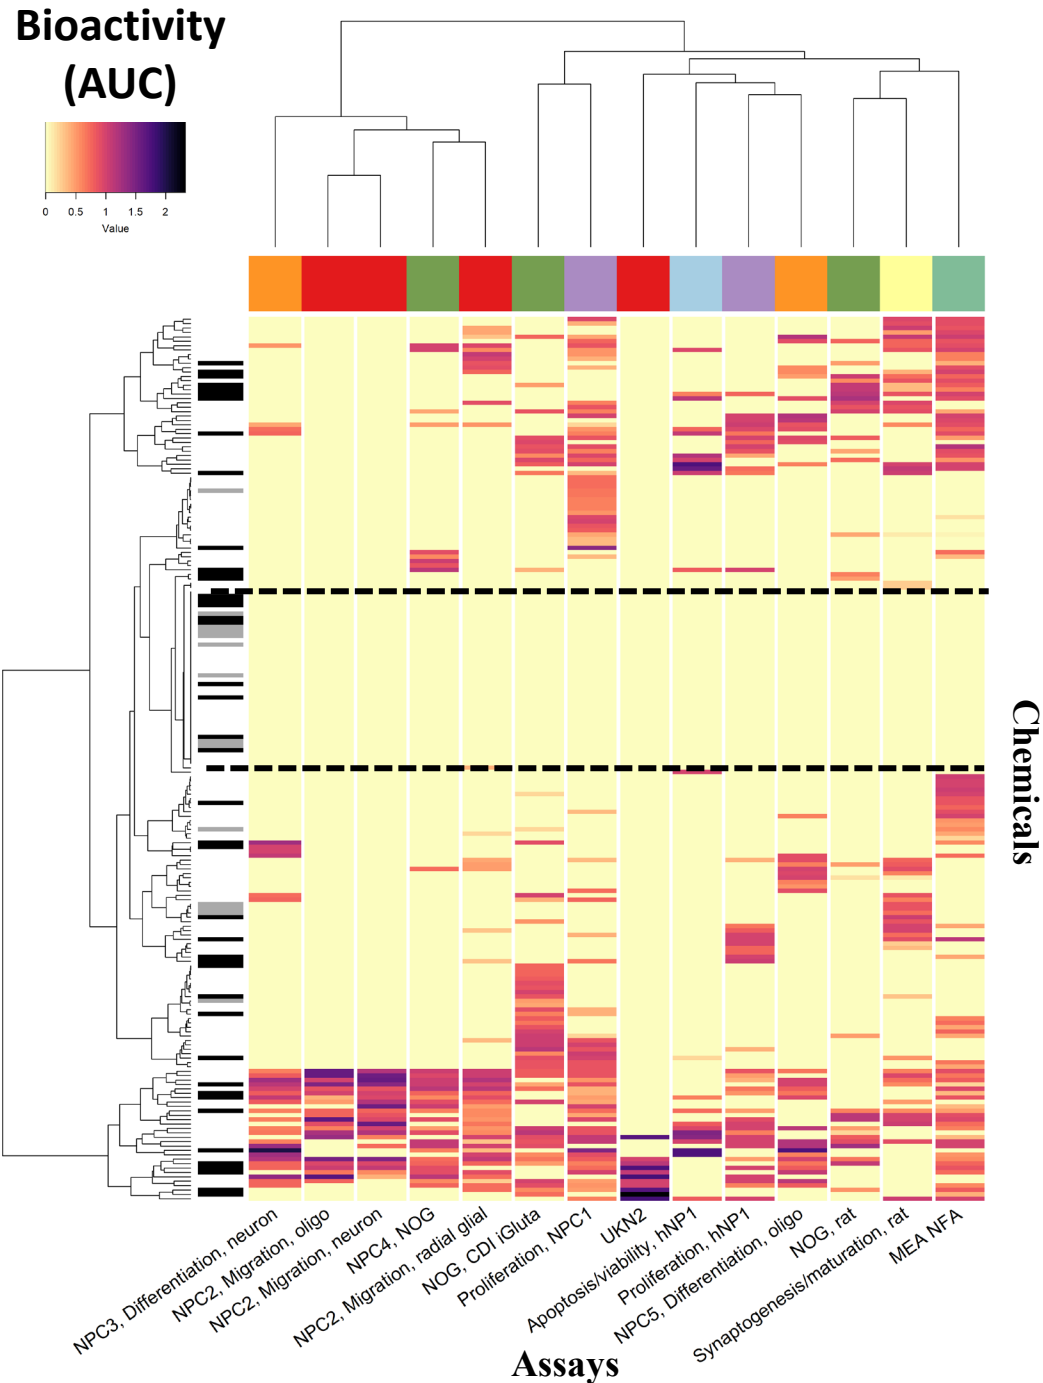 Bioactivity
(AUC)
0 0.5 1 1.5 2
Value
Chemicals
NPC3, Differentiation, neuron
NPC2, Migration, oligo
NPC2, Migration, neuron
NPC4, NOG
NPC2, Migration, radial glial
NOG, CDI iGluta
Proliferation, NPC1
UKN2
Apoptosis/viability, hNP1
Proliferation, hNP1
NPC5, Differentiation, oligo
NOG, rat
Synaptogenesis/maturation, rat
MEA NFA
Assays